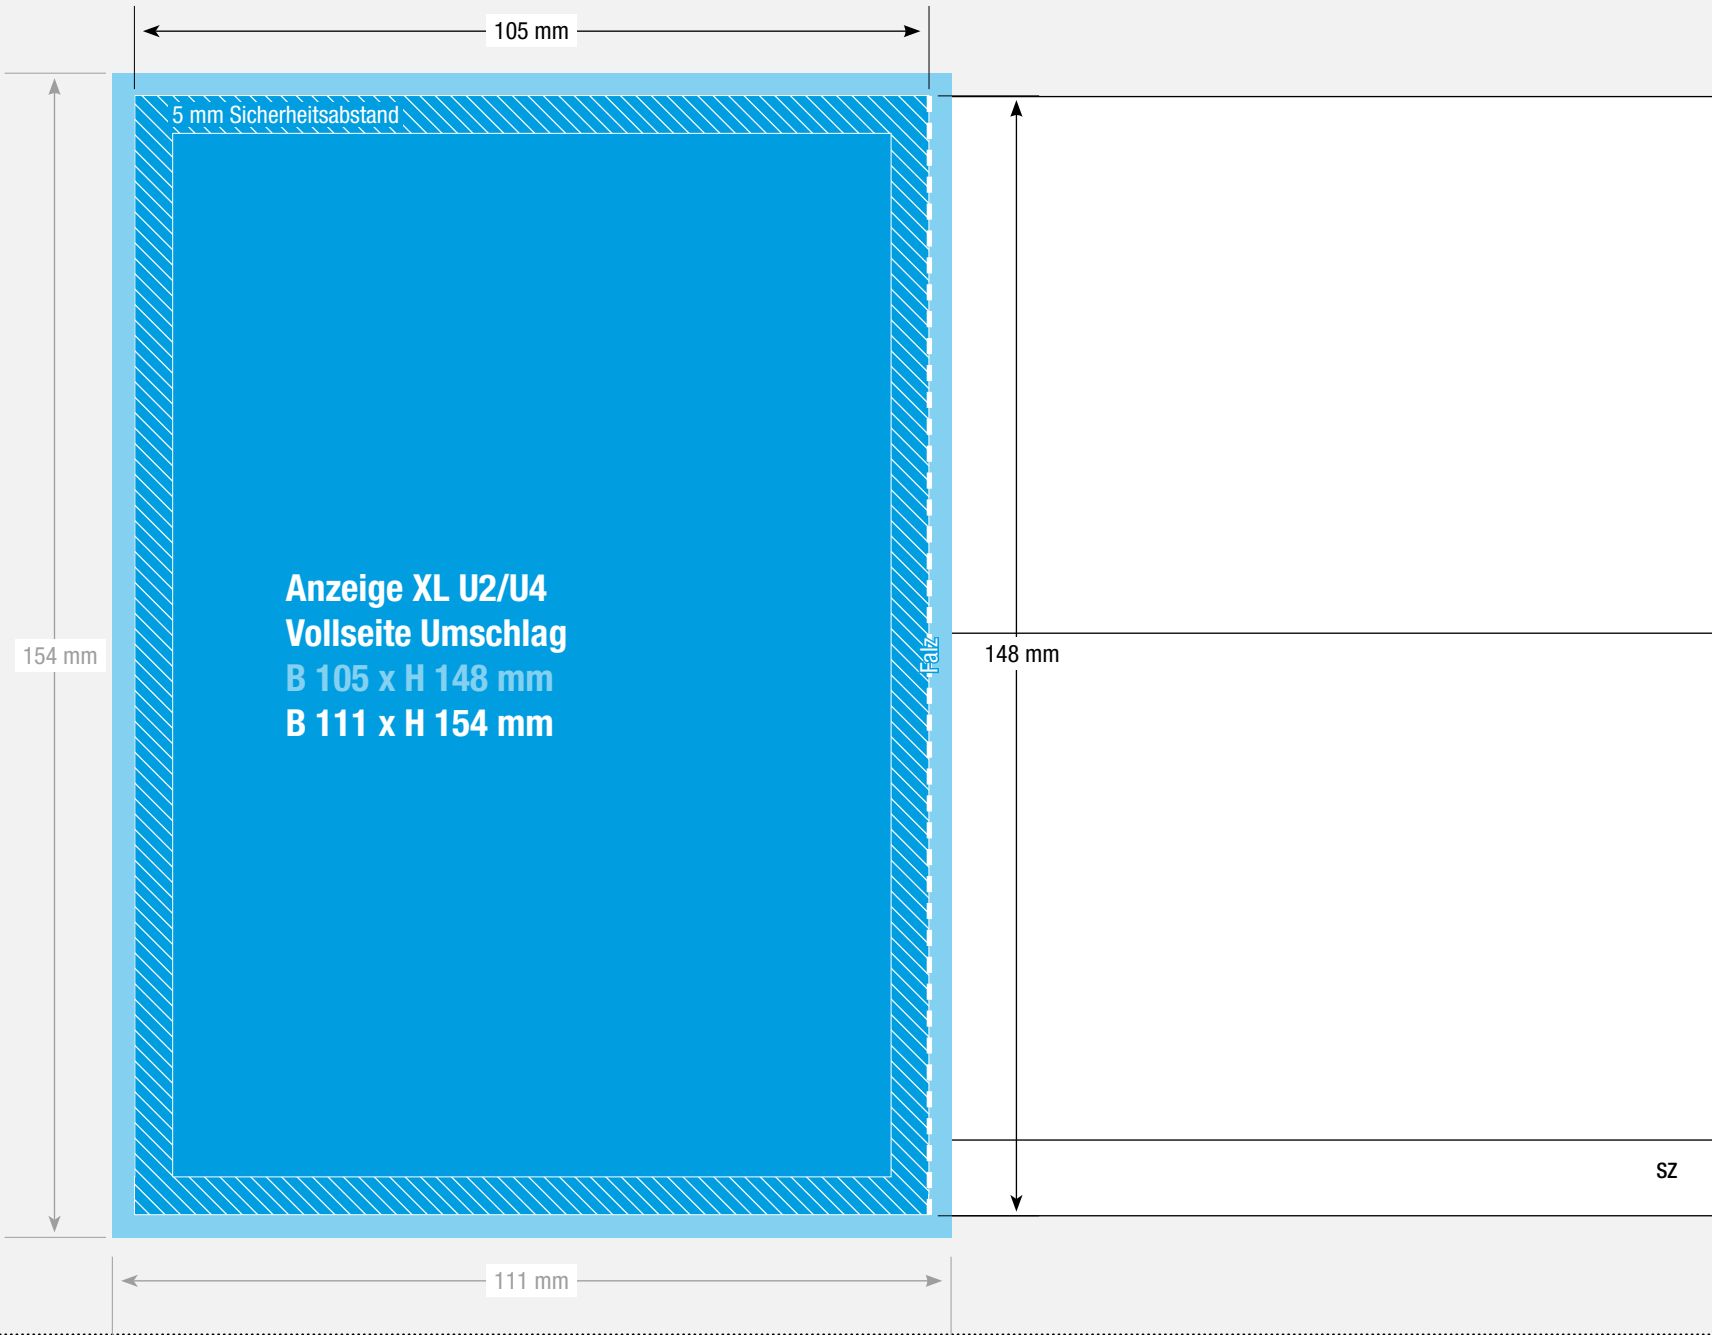 105 mm
5 mm Sicherheitsabstand
Anzeige XL U2/U4
Vollseite Umschlag
B 105 x H 148 mm
B 111 x H 154 mm
154 mm
Falz
148 mm
SZ
111 mm